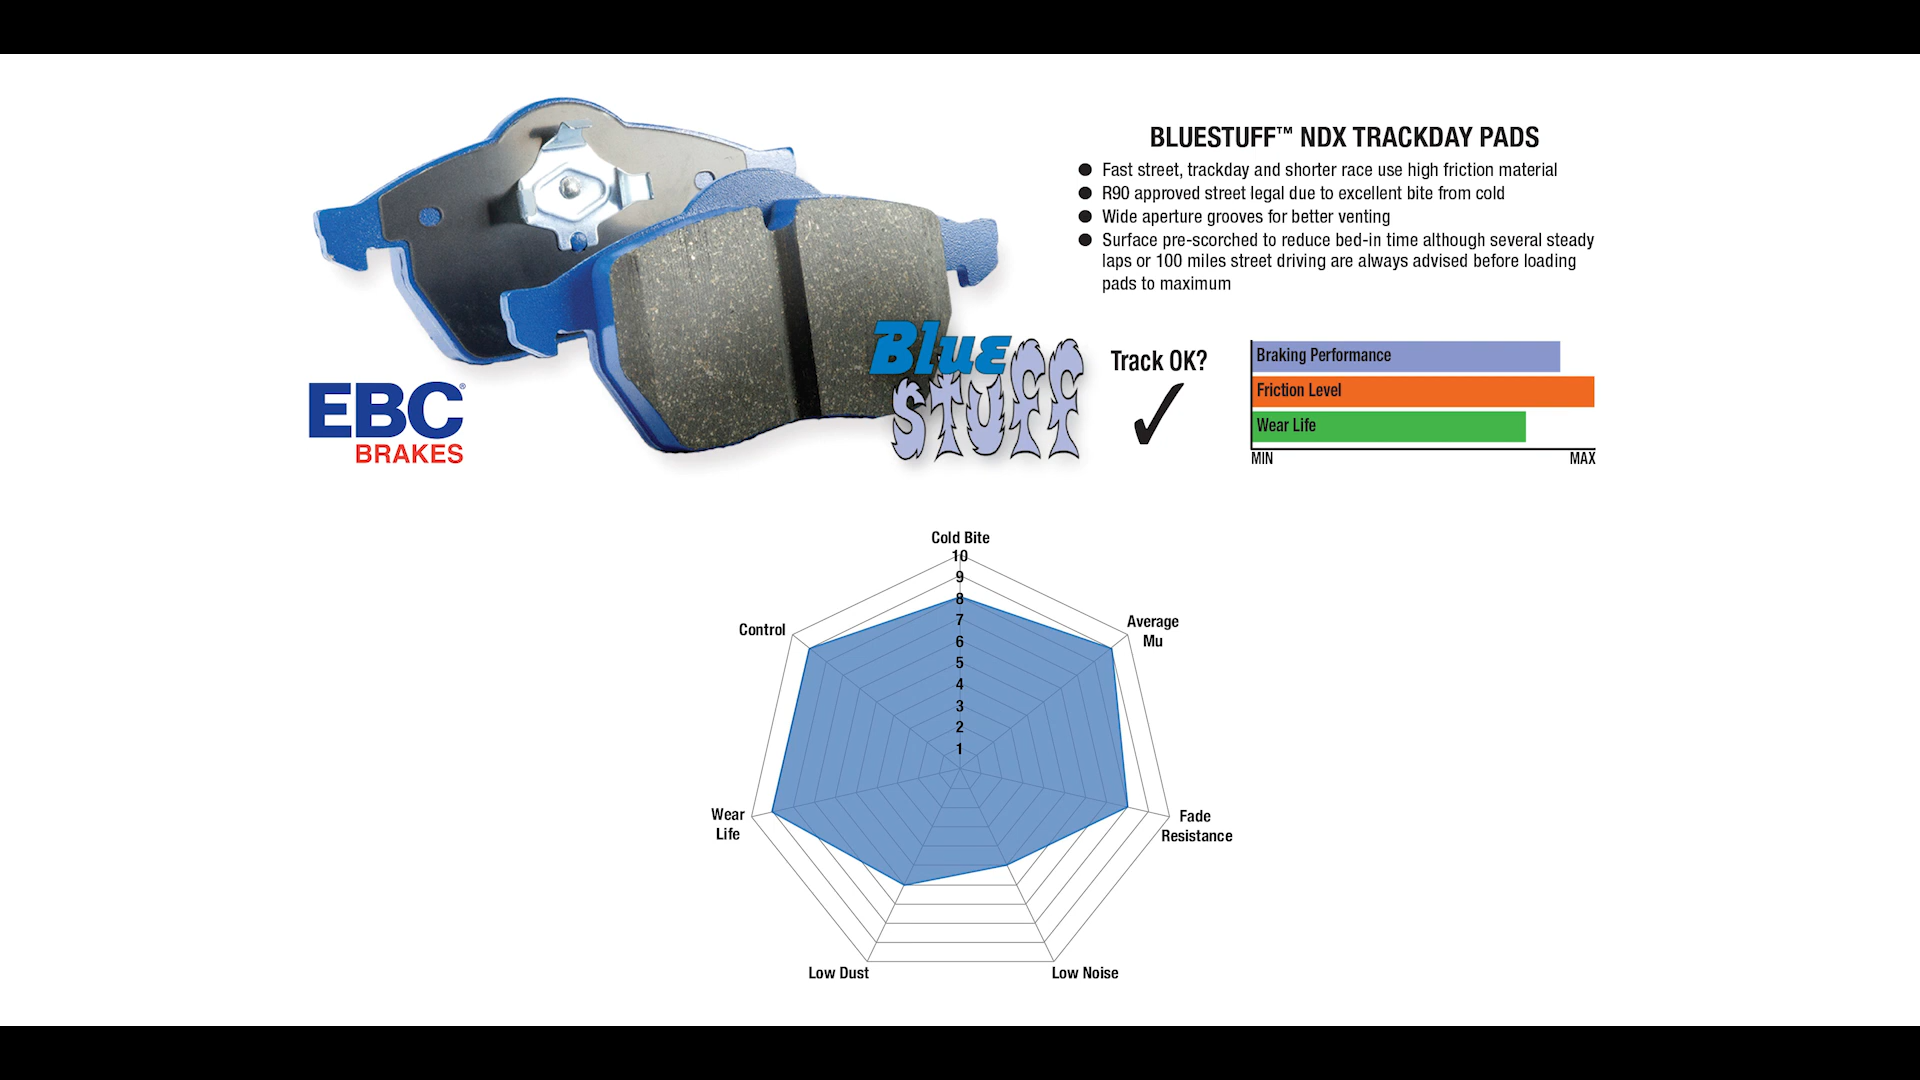 BLUESTUFF™ NDX TRACKDAY PADS
● Fast street, trackday and shorter race use high friction material
● R90 approved street legal due to excellent bite from cold
● Wide aperture grooves for better venting
● Surface pre-scorched to reduce bed-in time although several steady
laps or 100 miles street driving are always advised before loading
pads to maximum
Blue
STUFF
EBC®
BRAKES
Track OK?
Braking Performance
Friction Level
Wear Life
MIN MAX
Cold Bite
10
9
8
7
6
5
4
3
2
1
Average
Mu
Fade
Resistance
Low Noise
Low Dust
Wear
Life
Control